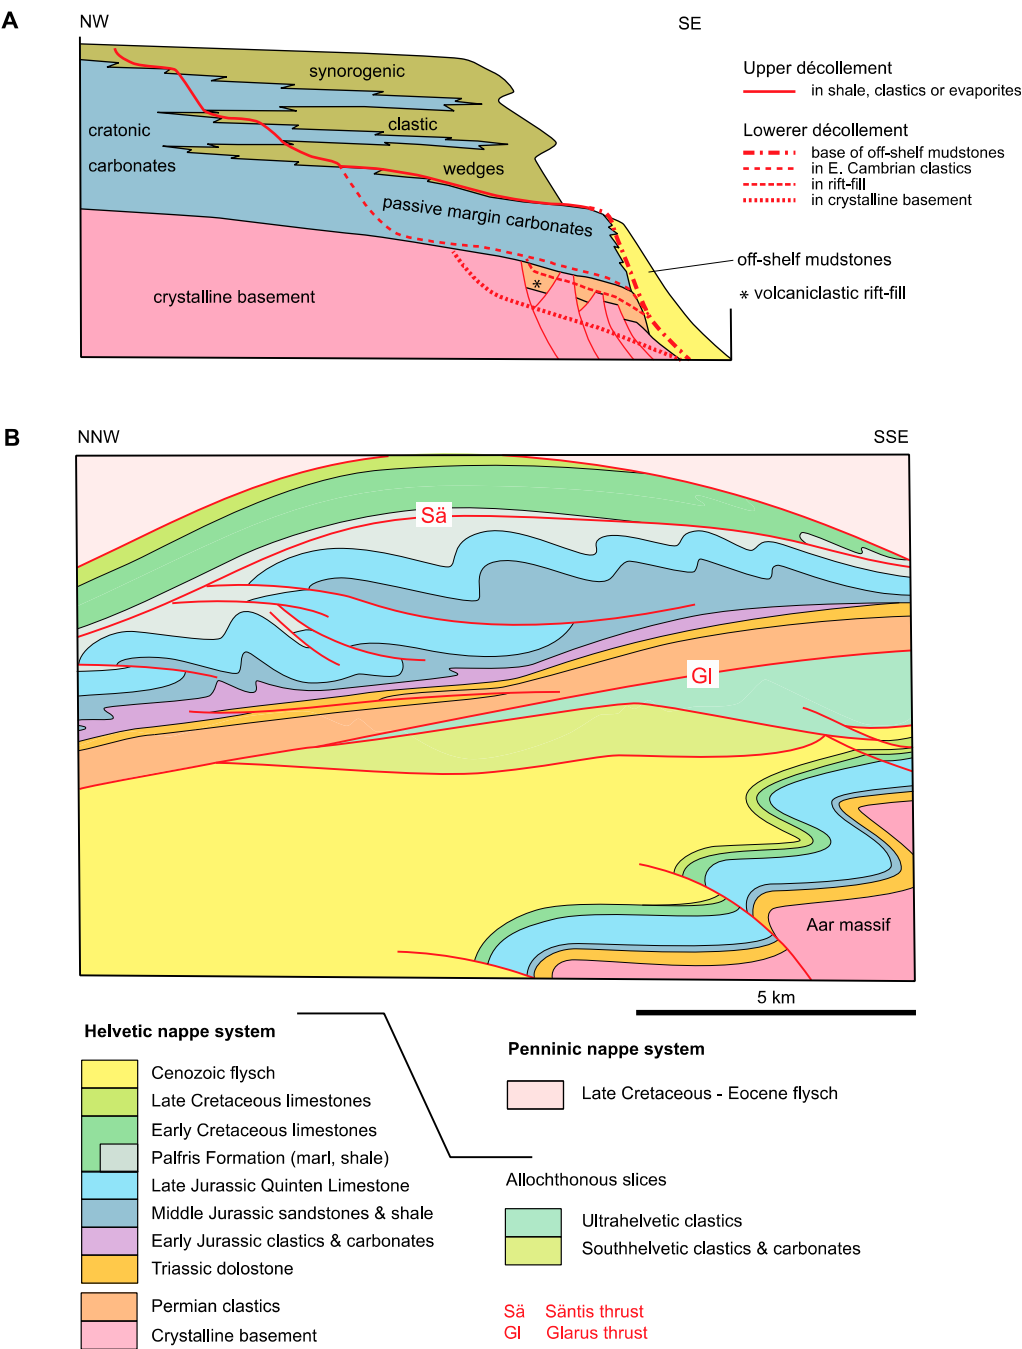 A
NW
SE
synorogenic
clastic
wedges
cratonic
carbonates
passive margin carbonates
crystalline basement
*
Upper décollement
in shale, clastics or evaporites
Lowerer décollement
base of off-shelf mudstones
in E. Cambrian clastics
in rift-fill
in crystalline basement
off-shelf mudstones
* volcaniclastic rift-fill
B
NNW
SSE
Sä
Gl
Aar massif
5 km
Helvetic nappe system
Cenozoic flysch
Late Cretaceous limestones
Early Cretaceous limestones
Palfris Formation (marl, shale)
Late Jurassic Quinten Limestone
Middle Jurassic sandstones & shale
Early Jurassic clastics & carbonates
Triassic dolostone
Permian clastics
Crystalline basement
Penninic nappe system
Late Cretaceous - Eocene flysch
Allochthonous slices
Ultrahelvetic clastics
Southhelvetic clastics & carbonates
Sä Säntis thrust
Gl Glarus thrust